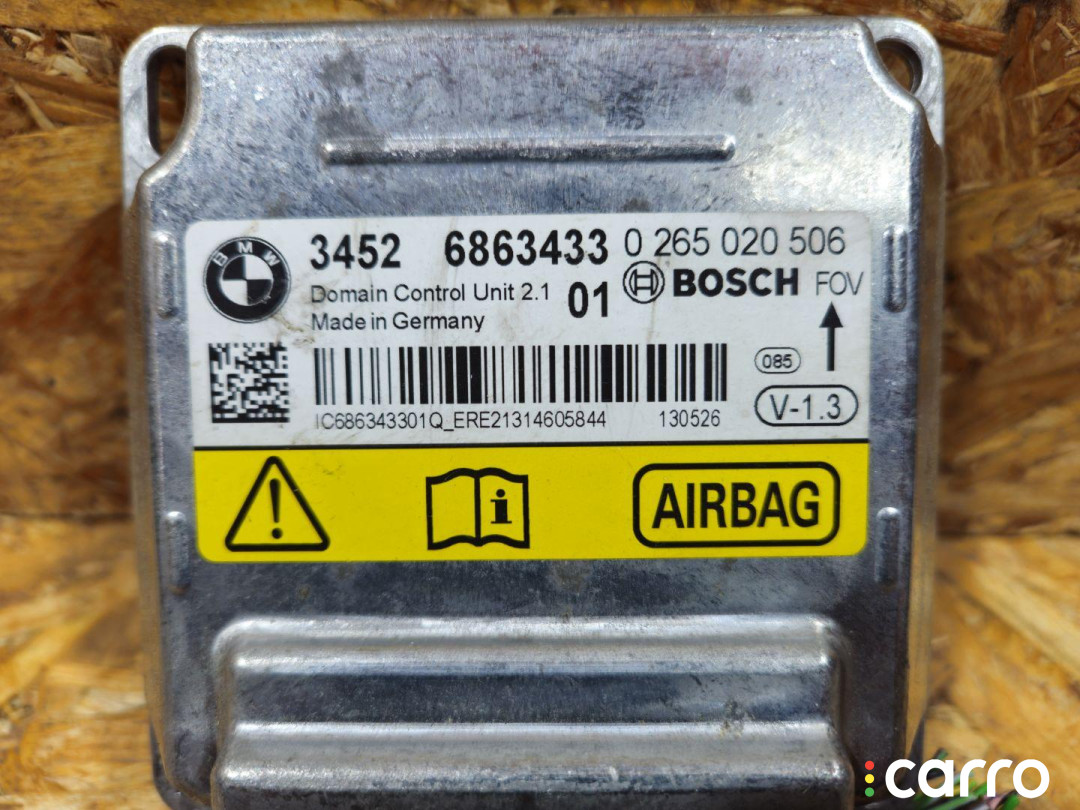 BMW
3452 6863433 0 265 020 506
Domain Control Unit 2.1 01 BOSCH FOV
Made in Germany
085
V-1.3
IC686343301Q_ERE21314605844 130526
i
AIRBAG
carro